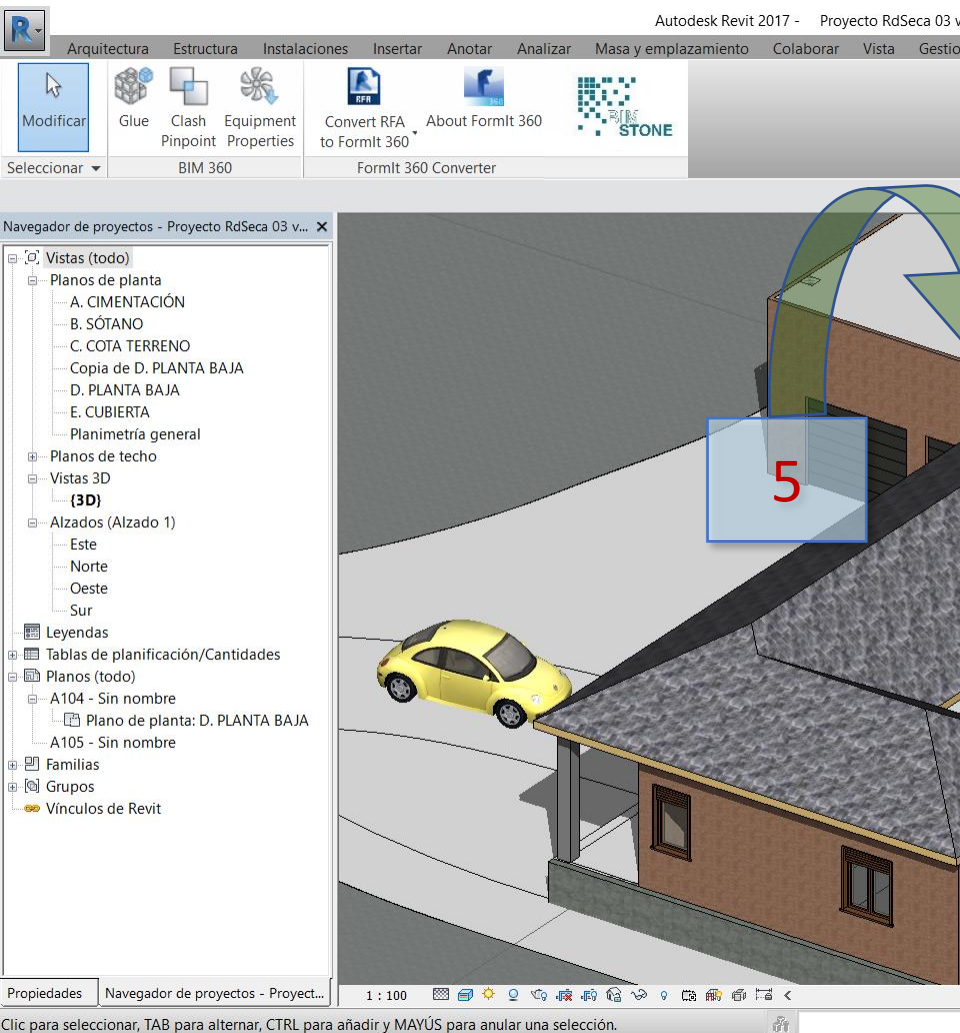 Autodesk Revit 2017 - Proyecto RdSeca 03 v
R
Arquitectura Estructura Instalaciones Insertar Anotar Analizar Masa y emplazamiento Colaborar Vista Gestio
Modificar
Glue
Clash
Pinpoint
Equipment
Properties
RFA
Convert RFA
to FormIt 360
360
About FormIt 360
BIM
STONE
Seleccionar
BIM 360
FormIt 360 Converter
Navegador de proyectos - Proyecto RdSeca 03 v...
Vistas (todo)
Planos de planta
A. CIMENTACIÓN
B. SÓTANO
C. COTA TERRENO
Copia de D. PLANTA BAJA
D. PLANTA BAJA
E. CUBIERTA
Planimetría general
Planos de techo
Vistas 3D
{3D}
Alzados (Alzado 1)
Este
Norte
Oeste
Sur
Leyendas
Tablas de planificación/Cantidades
Planos (todo)
A104 - Sin nombre
Plano de planta: D. PLANTA BAJA
A105 - Sin nombre
Familias
Grupos
Vínculos de Revit
5
Propiedades
Navegador de proyectos - Proyect...
1 : 100
Clic para seleccionar, TAB para alternar, CTRL para añadir y MAYÚS para anular una selección.